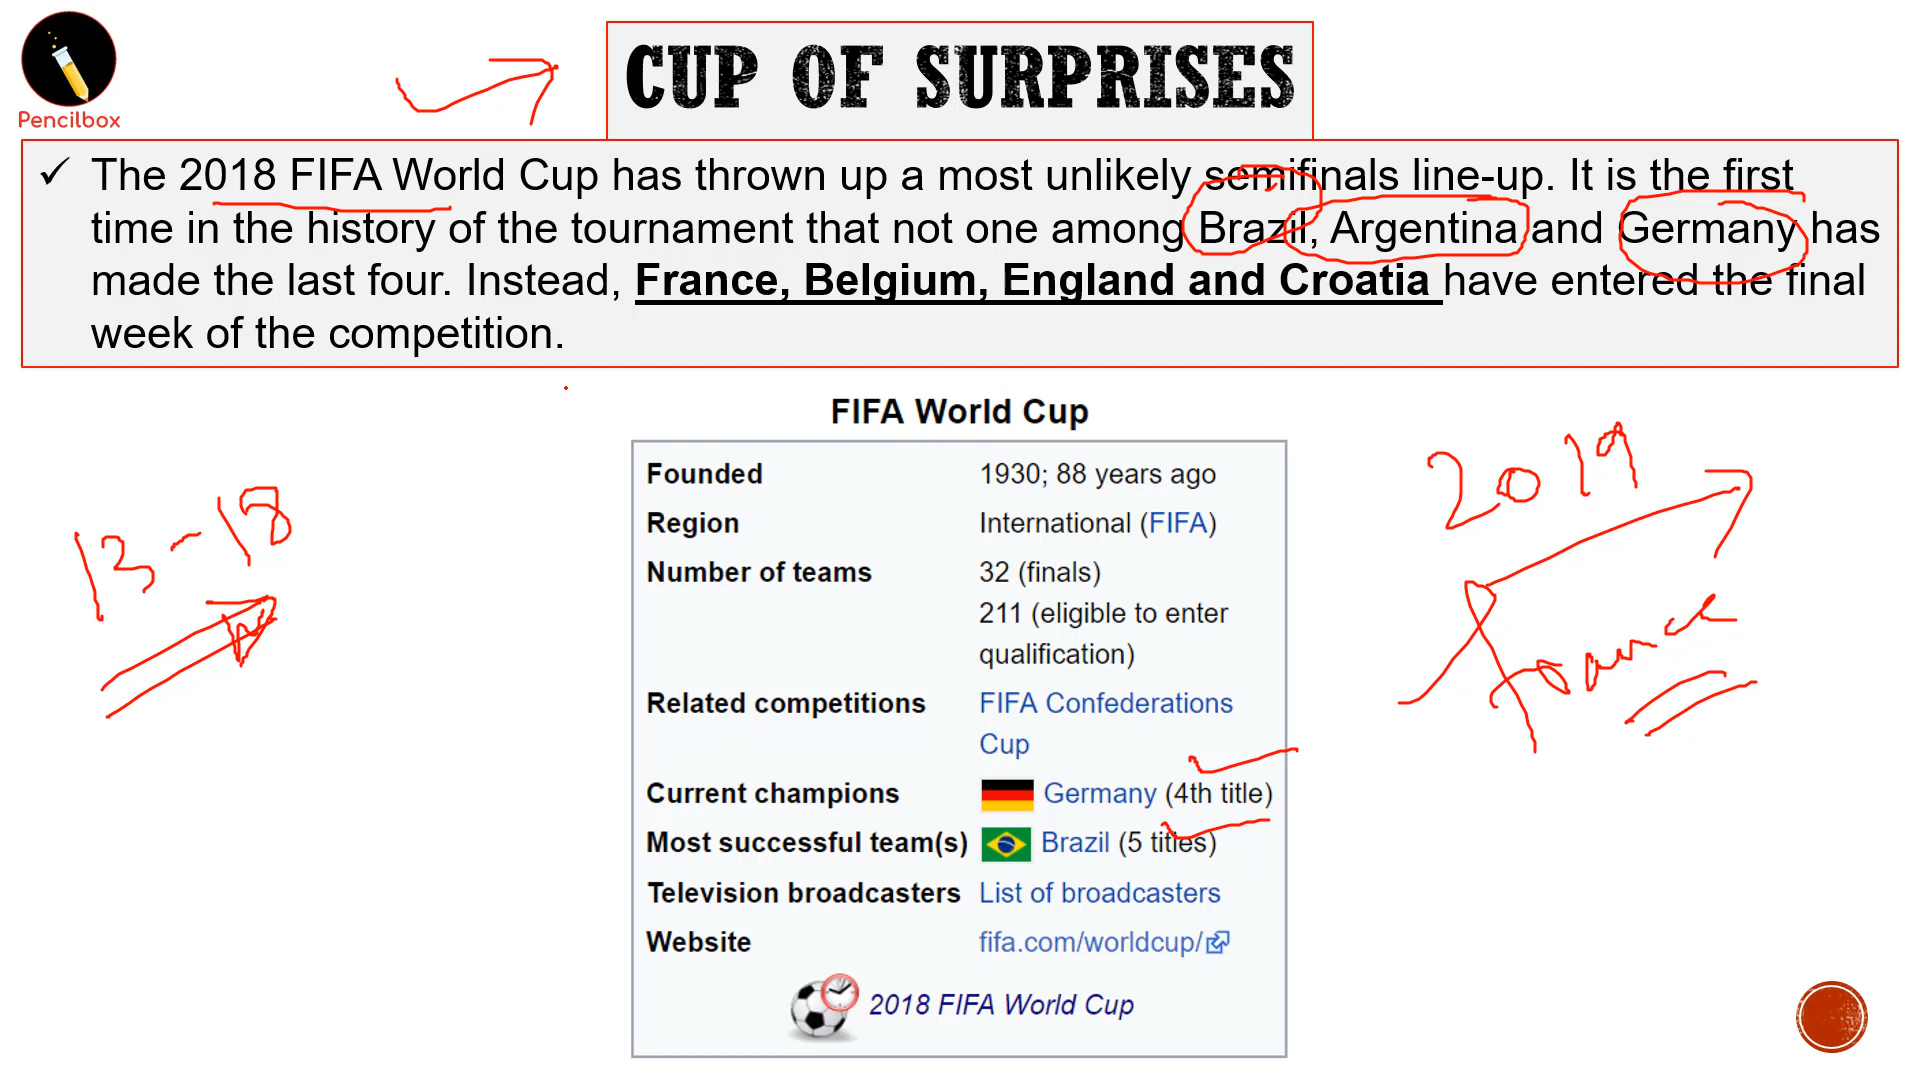 Pencilbox
CUP OF SURPRISES
✓ The 2018 FIFA World Cup has thrown up a most unlikely semifinals line-up. It is the first
time in the history of the tournament that not one among Brazil, Argentina and Germany has
made the last four. Instead, France, Belgium, England and Croatia have entered the final
week of the competition.
FIFA World Cup
Founded 1930; 88 years ago
Region International (FIFA)
Number of teams 32 (finals)
211 (eligible to enter
qualification)
Related competitions FIFA Confederations
Cup
Current champions Germany (4th title)
Most successful team(s) Brazil (5 titles)
Television broadcasters List of broadcasters
Website fifa.com/worldcup/
2018 FIFA World Cup
13-18
2019
france